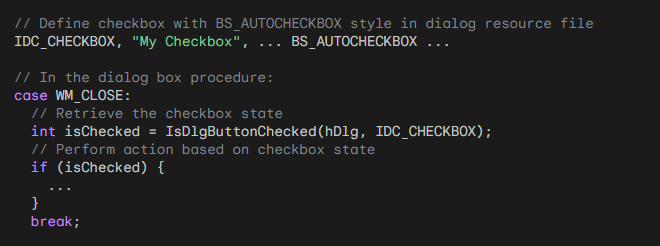 // Define checkbox with BS_AUTOCHECKBOX style in dialog resource file
IDC_CHECKBOX, "My Checkbox", ... BS_AUTOCHECKBOX ...

// In the dialog box procedure:
case WM_CLOSE:
  // Retrieve the checkbox state
  int isChecked = IsDlgButtonChecked(hDlg, IDC_CHECKBOX);
  // Perform action based on checkbox state
  if (isChecked) {
    ...
  }
  break;